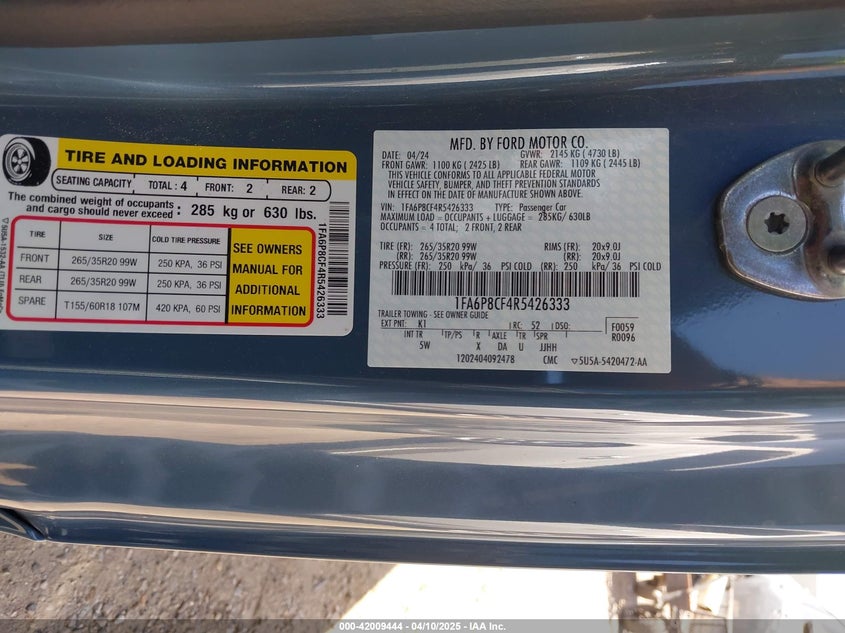 TIRE AND LOADING INFORMATION
SEATING CAPACITY TOTAL : 4 FRONT: 2 REAR: 2
The combined weight of occupants and cargo should never exceed : 285 kg or 630 lbs.
TIRE SIZE COLD TIRE PRESSURE
FRONT 265/35R20 99W 250 KPA, 36 PSI
REAR 265/35R20 99W 250 KPA, 36 PSI
SPARE T155/60R18 107M 420 KPA, 60 PSI
SEE OWNERS
MANUAL FOR
ADDITIONAL
INFORMATION
1FA6P8CF4R5426333
MFD. BY FORD MOTOR CO.
DATE: 04/24 GVWR: 2145 KG ( 4730 LB)
FRONT GAWR: 1100 KG ( 2425 LB) REAR GAWR: 1109 KG ( 2445 LB)
THIS VEHICLE CONFORMS TO ALL APPLICABLE FEDERAL MOTOR
VEHICLE SAFETY, BUMPER, AND THEFT PREVENTION STANDARDS
IN EFFECT ON THE DATE OF MANUFACTURE SHOWN ABOVE.
VIN: 1FA6P8CF4R5426333 TYPE: Passenger Car
MAXIMUM LOAD = OCCUPANTS + LUGGAGE = 285KG/ 630LB
OCCUPANTS = 4 TOTAL; 2 FRONT, 2 REAR
TIRE (FR): 265/35R20 99W RIMS (FR): 20x9.0J
(RR): 265/35R20 99W (RR): 20x9.0J
PRESSURE (FR): 250 kPa/ 36 PSI COLD (RR): 250 kPa/ 36 PSI COLD
1FA6P8CF4R5426333
TRAILER TOWING - SEE OWNER GUIDE
EXT PNT: K1 RC: 52 DSO: F0059
INT TR TP/PS R AXLE TR SPR R0096
5W X DA U JJHH
1202404092478 CMC ▽5U5A-5420472-AA
000-42009444 - 04/10/2025 - © IAA Inc.